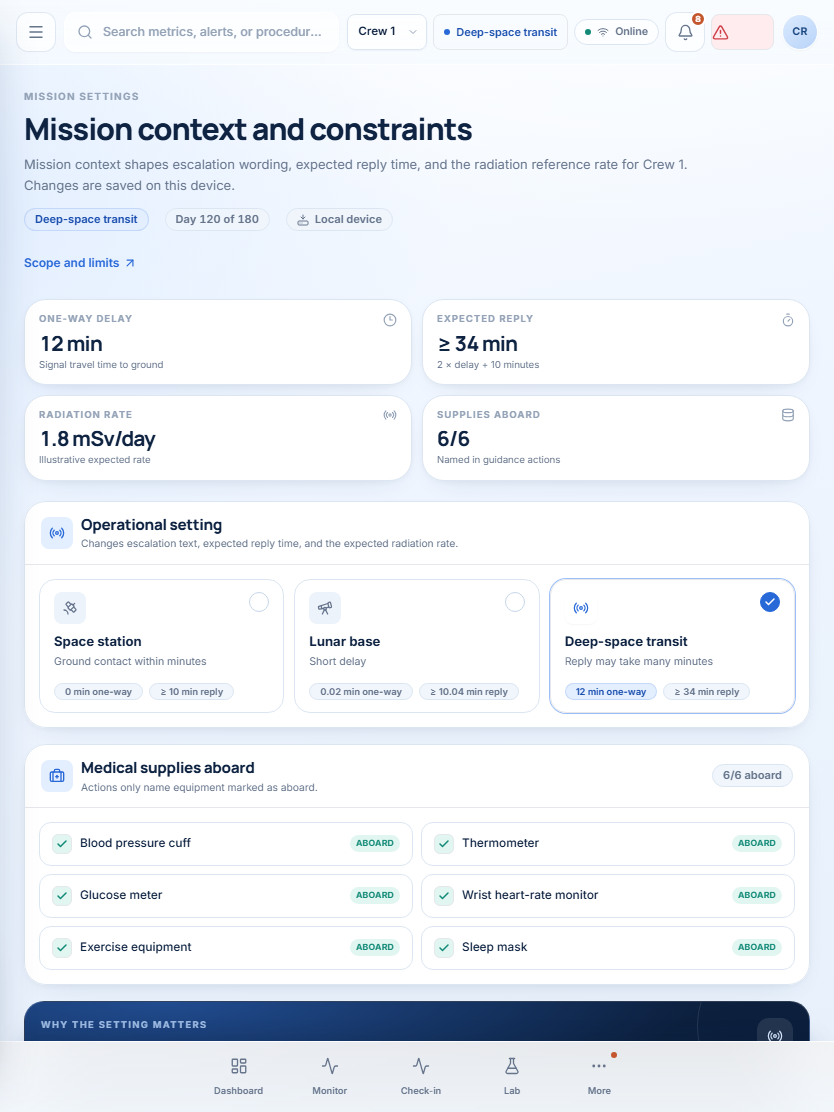 Search metrics, alerts, or procedur...
Crew 1
Deep-space transit
Online
8
CR
MISSION SETTINGS
Mission context and constraints
Mission context shapes escalation wording, expected reply time, and the radiation reference rate for Crew 1.
Changes are saved on this device.
Deep-space transit
Day 120 of 180
Local device
Scope and limits
ONE-WAY DELAY
12 min
Signal travel time to ground
EXPECTED REPLY
≥ 34 min
2 × delay + 10 minutes
RADIATION RATE
1.8 mSv/day
Illustrative expected rate
SUPPLIES ABOARD
6/6
Named in guidance actions
Operational setting
Changes escalation text, expected reply time, and the expected radiation rate.
Space station
Ground contact within minutes
0 min one-way
≥ 10 min reply
Lunar base
Short delay
0.02 min one-way
≥ 10.04 min reply
Deep-space transit
Reply may take many minutes
12 min one-way
≥ 34 min reply
Medical supplies aboard
Actions only name equipment marked as aboard.
6/6 aboard
Blood pressure cuff
ABOARD
Thermometer
ABOARD
Glucose meter
ABOARD
Wrist heart-rate monitor
ABOARD
Exercise equipment
ABOARD
Sleep mask
ABOARD
WHY THE SETTING MATTERS
Dashboard
Monitor
Check-in
Lab
More